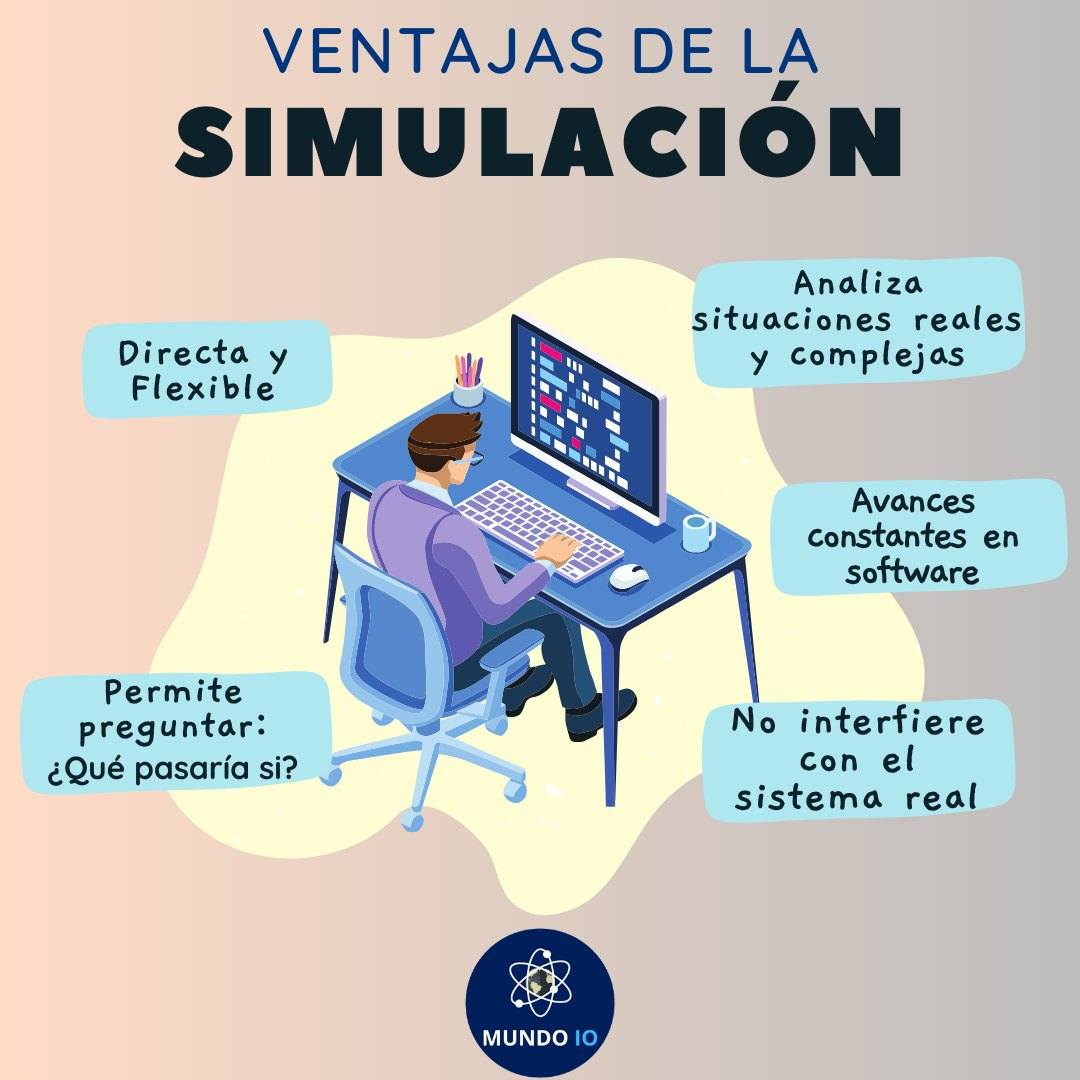 VENTAJAS DE LA
SIMULACIÓN
Directa y
Flexible
Analiza
situaciones reales
y complejas
Avances
constantes en
software
Permite
preguntar:
¿Qué pasaría si?
No interfiere
con el
sistema real
MUNDO IO